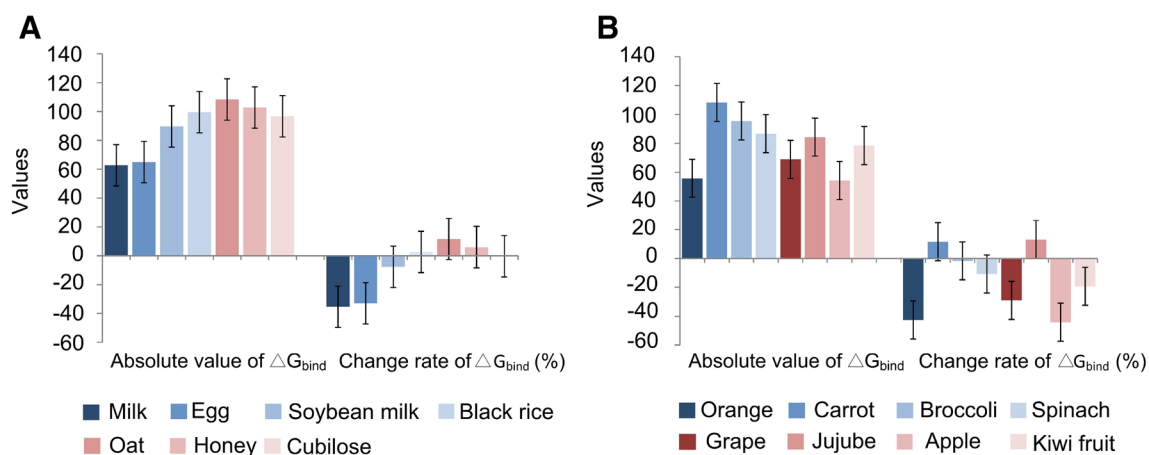 A
140
120
100
80
60
40
20
0
-20
-40
-60
Values
Absolute value of △Gbind
Change rate of △Gbind (%)
Milk
Egg
Soybean milk
Black rice
Oat
Honey
Cubilose
B
140
120
100
80
60
40
20
0
-20
-40
-60
Values
Absolute value of △Gbind
Change rate of △Gbind (%)
Orange
Carrot
Broccoli
Spinach
Grape
Jujube
Apple
Kiwi fruit